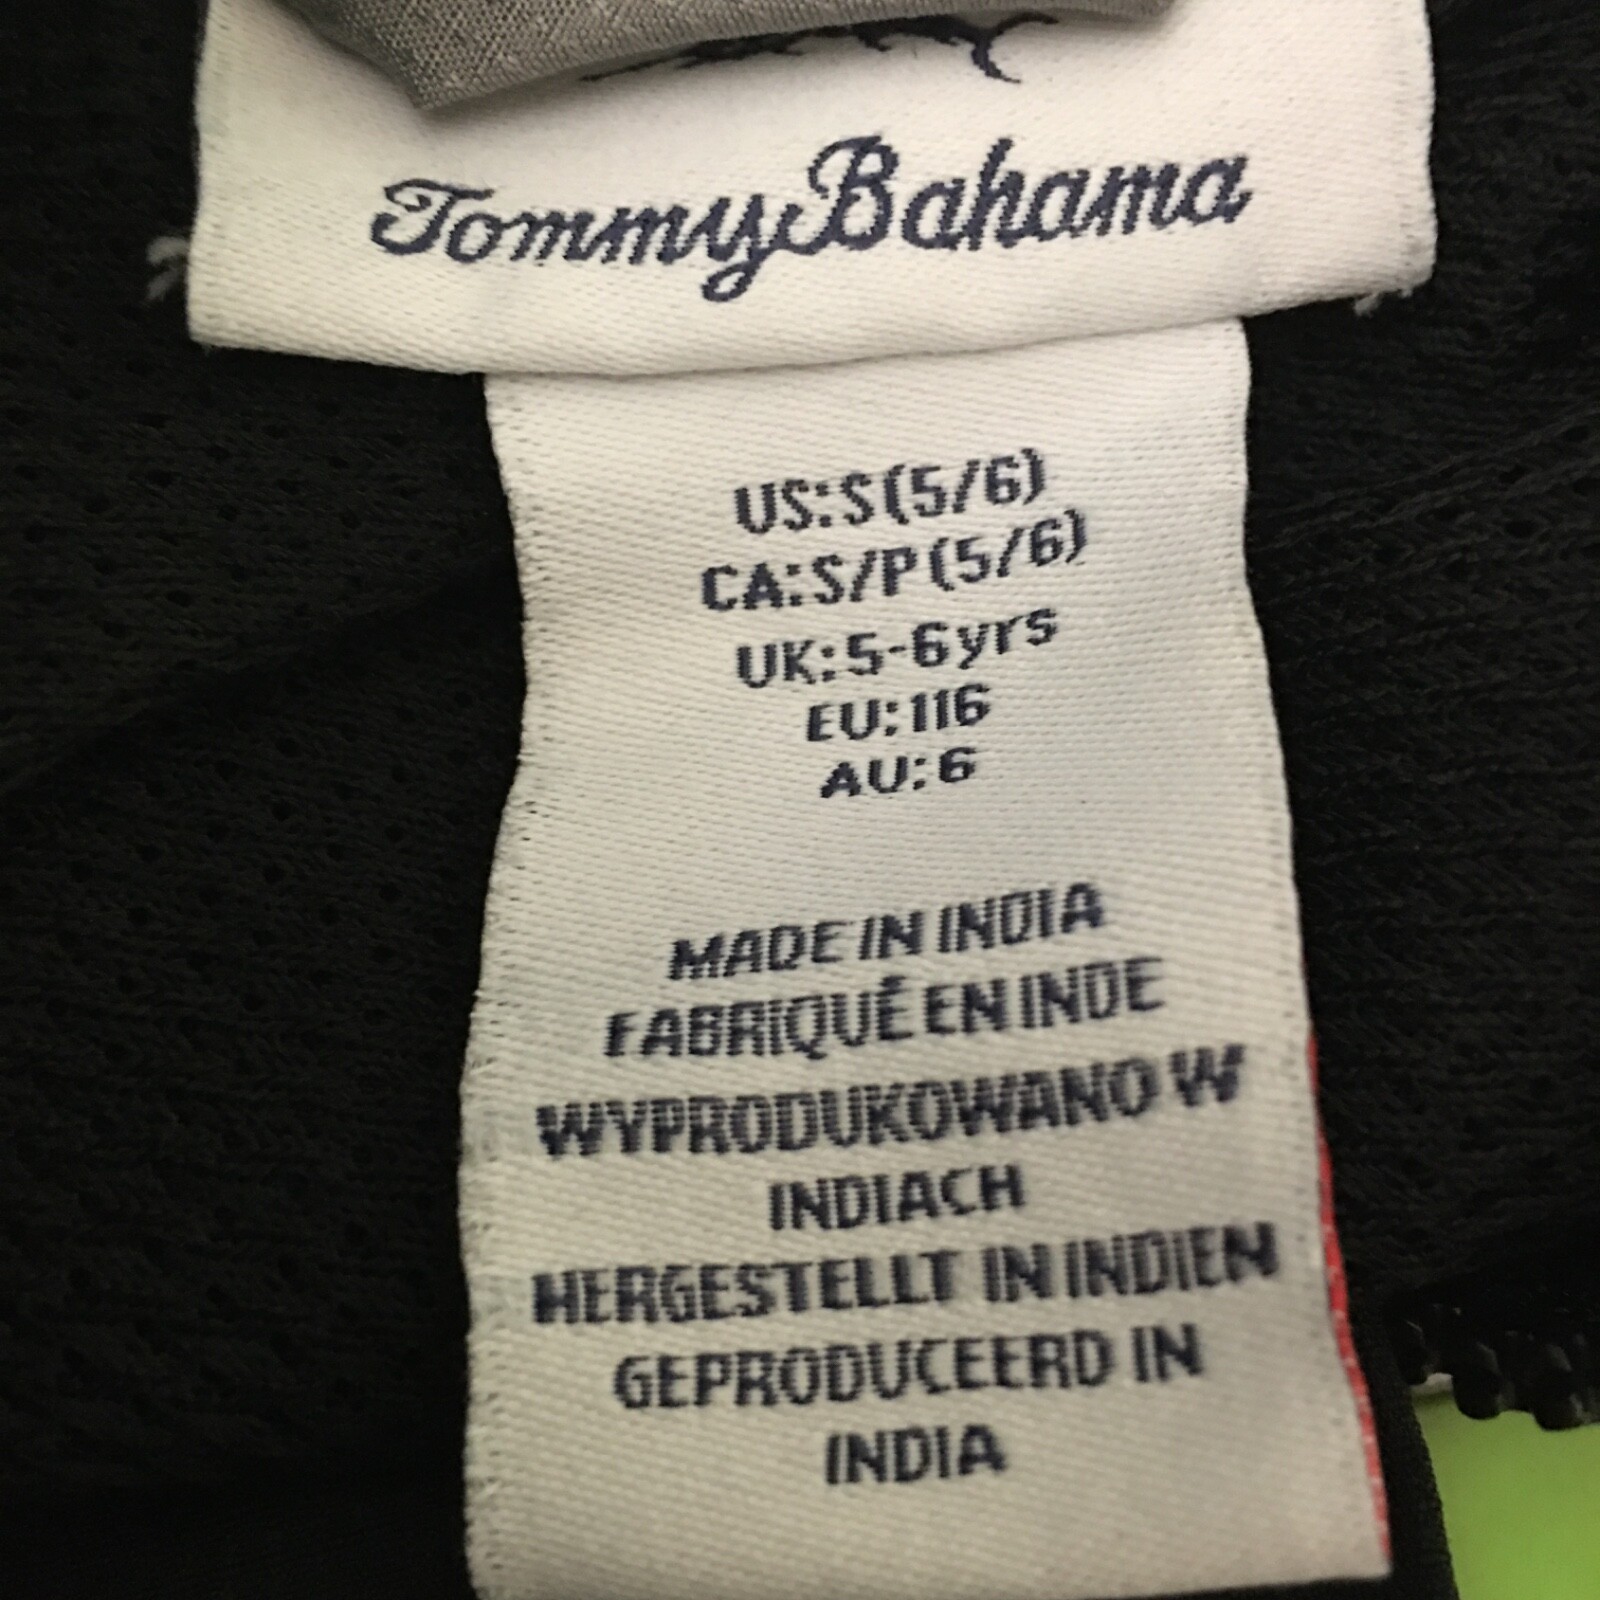 Tommy Bahama
US:S(5/6)
CA:S/P(5/6)
UK:5-6yrs
EU:116
AU:6
MADE IN INDIA
FABRIQUÉ EN INDE
WYPRODUKOWANO W
INDIACH
HERGESTELLT IN INDIEN
GEPRODUCEERD IN
INDIA